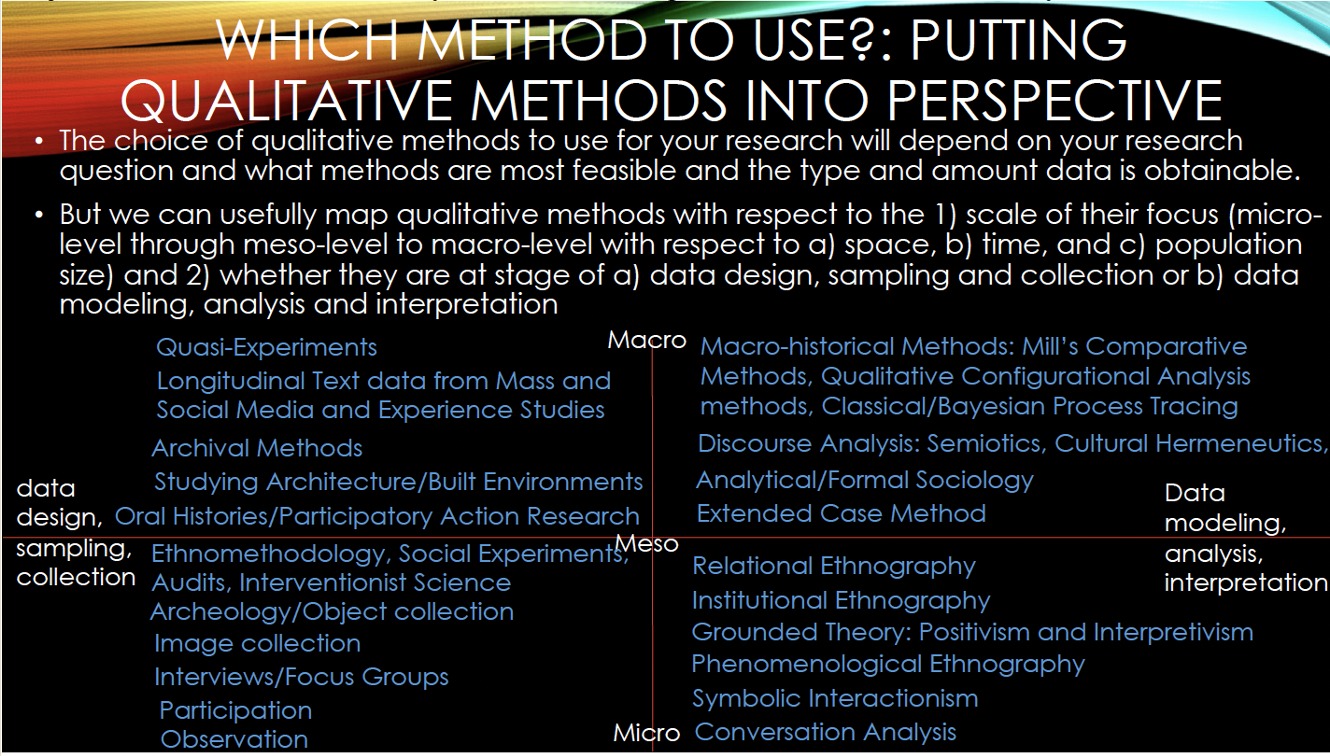 WHICH METHOD TO USE?: PUTTING
QUALITATIVE METHODS INTO PERSPECTIVE
• The choice of qualitative methods to use for your research will depend on your research
question and what methods are most feasible and the type and amount data is obtainable.
• But we can usefully map qualitative methods with respect to the 1) scale of their focus (micro-
level through meso-level to macro-level with respect to a) space, b) time, and c) population
size) and 2) whether they are at stage of a) data design, sampling and collection or b) data
modeling, analysis and interpretation
Macro
Meso
Micro
data
design,
sampling,
collection
Quasi-Experiments
Longitudinal Text data from Mass and
Social Media and Experience Studies
Archival Methods
Studying Architecture/Built Environments
Oral Histories/Participatory Action Research
Ethnomethodology, Social Experiments,
Audits, Interventionist Science
Archeology/Object collection
Image collection
Interviews/Focus Groups
Participation
Observation
Macro-historical Methods: Mill's Comparative
Methods, Qualitative Configurational Analysis
methods, Classical/Bayesian Process Tracing
Discourse Analysis: Semiotics, Cultural Hermeneutics,
Analytical/Formal Sociology
Extended Case Method
Relational Ethnography
Institutional Ethnography
Grounded Theory: Positivism and Interpretivism
Phenomenological Ethnography
Symbolic Interactionism
Conversation Analysis
Data
modeling,
analysis,
interpretation